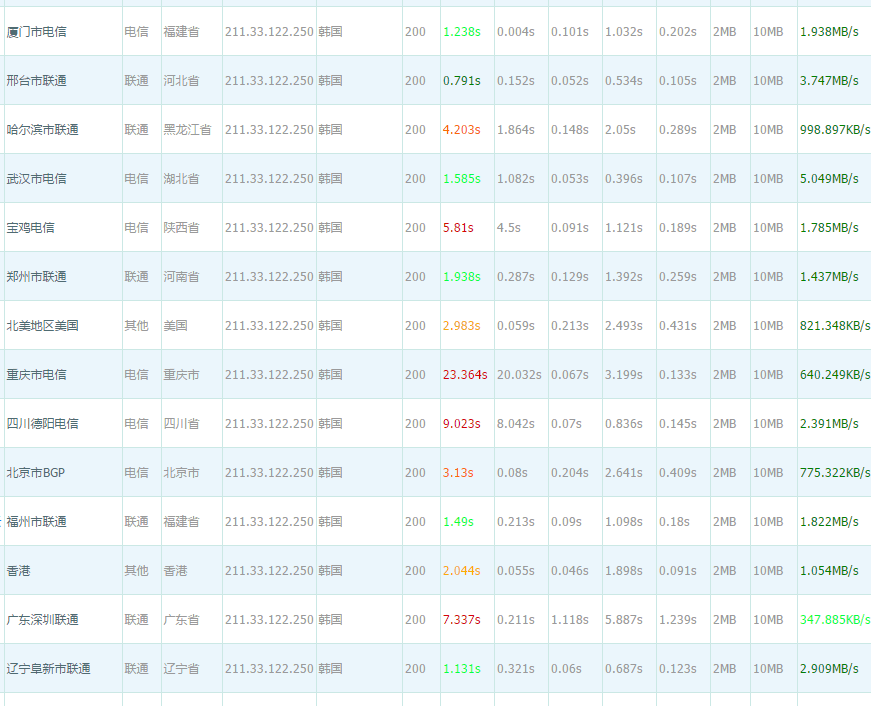 厦门市电信 电信 福建省 211.33.122.250 韩国 200 1.238s 0.004s 0.101s 1.032s 0.202s 2MB 10MB 1.938MB/s
邢台市联通 联通 河北省 211.33.122.250 韩国 200 0.791s 0.152s 0.052s 0.534s 0.105s 2MB 10MB 3.747MB/s
哈尔滨市联通 联通 黑龙江省 211.33.122.250 韩国 200 4.203s 1.864s 0.148s 2.05s 0.289s 2MB 10MB 998.897KB/s
武汉市电信 电信 湖北省 211.33.122.250 韩国 200 1.585s 1.082s 0.053s 0.396s 0.107s 2MB 10MB 5.049MB/s
宝鸡电信 电信 陕西省 211.33.122.250 韩国 200 5.81s 4.5s 0.091s 1.121s 0.189s 2MB 10MB 1.785MB/s
郑州市联通 联通 河南省 211.33.122.250 韩国 200 1.938s 0.287s 0.129s 1.392s 0.259s 2MB 10MB 1.437MB/s
北美地区美国 其他 美国 211.33.122.250 韩国 200 2.983s 0.059s 0.213s 2.493s 0.431s 2MB 10MB 821.348KB/s
重庆市电信 电信 重庆市 211.33.122.250 韩国 200 23.364s 20.032s 0.067s 3.199s 0.133s 2MB 10MB 640.249KB/s
四川德阳电信 电信 四川省 211.33.122.250 韩国 200 9.023s 8.042s 0.07s 0.836s 0.145s 2MB 10MB 2.391MB/s
北京市BGP 电信 北京市 211.33.122.250 韩国 200 3.13s 0.08s 0.204s 2.641s 0.409s 2MB 10MB 775.322KB/s
福州市联通 联通 福建省 211.33.122.250 韩国 200 1.49s 0.213s 0.09s 1.098s 0.18s 2MB 10MB 1.822MB/s
香港 其他 香港 211.33.122.250 韩国 200 2.044s 0.055s 0.046s 1.898s 0.091s 2MB 10MB 1.054MB/s
广东深圳联通 联通 广东省 211.33.122.250 韩国 200 7.337s 0.211s 1.118s 5.887s 1.239s 2MB 10MB 347.885KB/s
辽宁阜新市联通 联通 辽宁省 211.33.122.250 韩国 200 1.131s 0.321s 0.06s 0.687s 0.123s 2MB 10MB 2.909MB/s